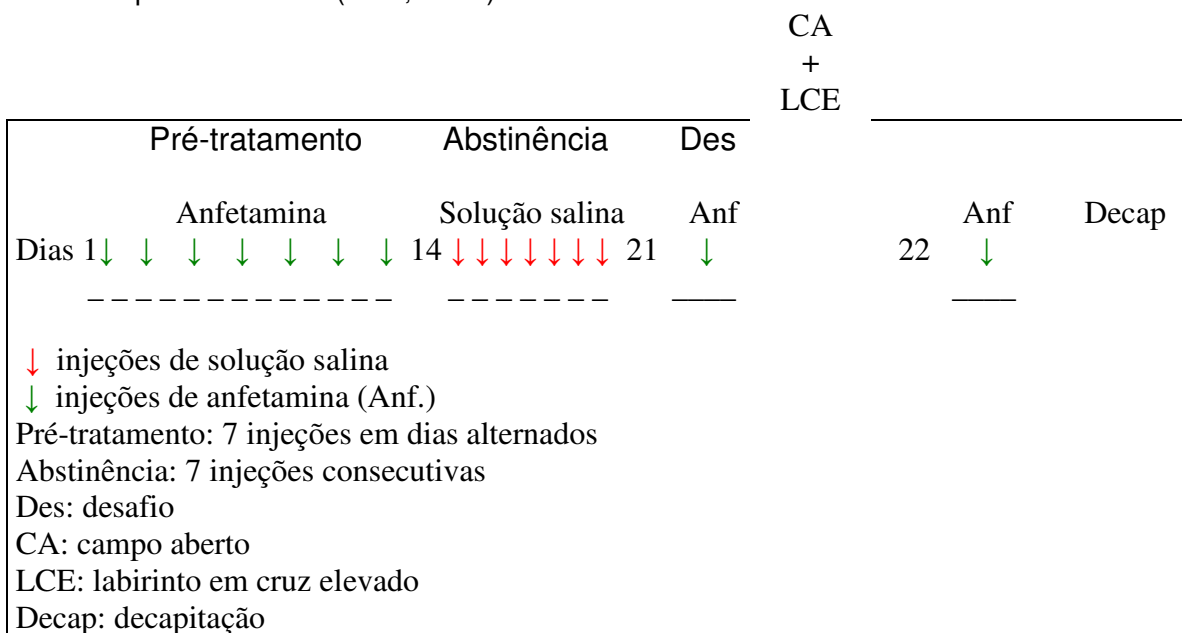 CA
+
LCE
Pré-tratamento Abstinência Des
Anfetamina Solução salina Anf Anf Decap
Dias 1↓ ↓ ↓ ↓ ↓ ↓ ↓ 14 ↓ ↓ ↓ ↓ ↓ ↓ ↓ 21 ↓ 22 ↓
↓ injeções de solução salina
↓ injeções de anfetamina (Anf.)
Pré-tratamento: 7 injeções em dias alternados
Abstinência: 7 injeções consecutivas
Des: desafio
CA: campo aberto
LCE: labirinto em cruz elevado
Decap: decapitação